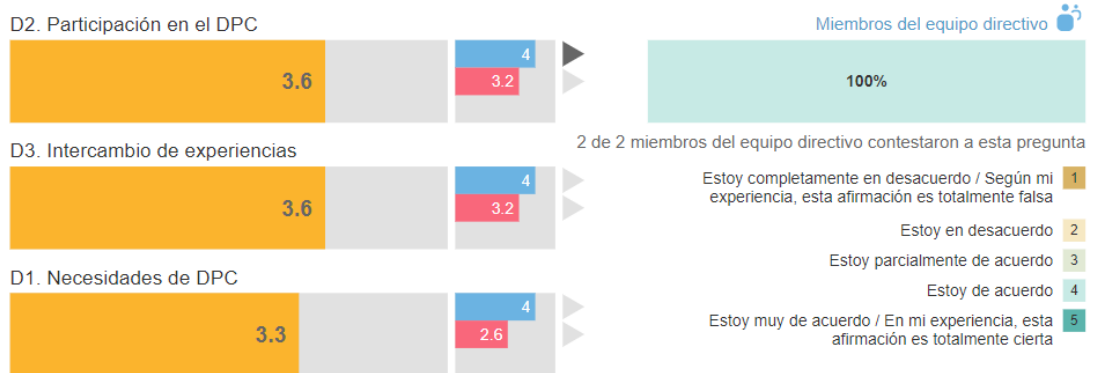 D2. Participación en el DPC
3.6
4
3.2
D3. Intercambio de experiencias
3.6
4
3.2
D1. Necesidades de DPC
3.3
4
2.6
Miembros del equipo directivo
100%
2 de 2 miembros del equipo directivo contestaron a esta pregunta
Estoy completamente en desacuerdo / Según mi 1
experiencia, esta afirmación es totalmente falsa
Estoy en desacuerdo 2
Estoy parcialmente de acuerdo 3
Estoy de acuerdo 4
Estoy muy de acuerdo / En mi experiencia, esta 5
afirmación es totalmente cierta